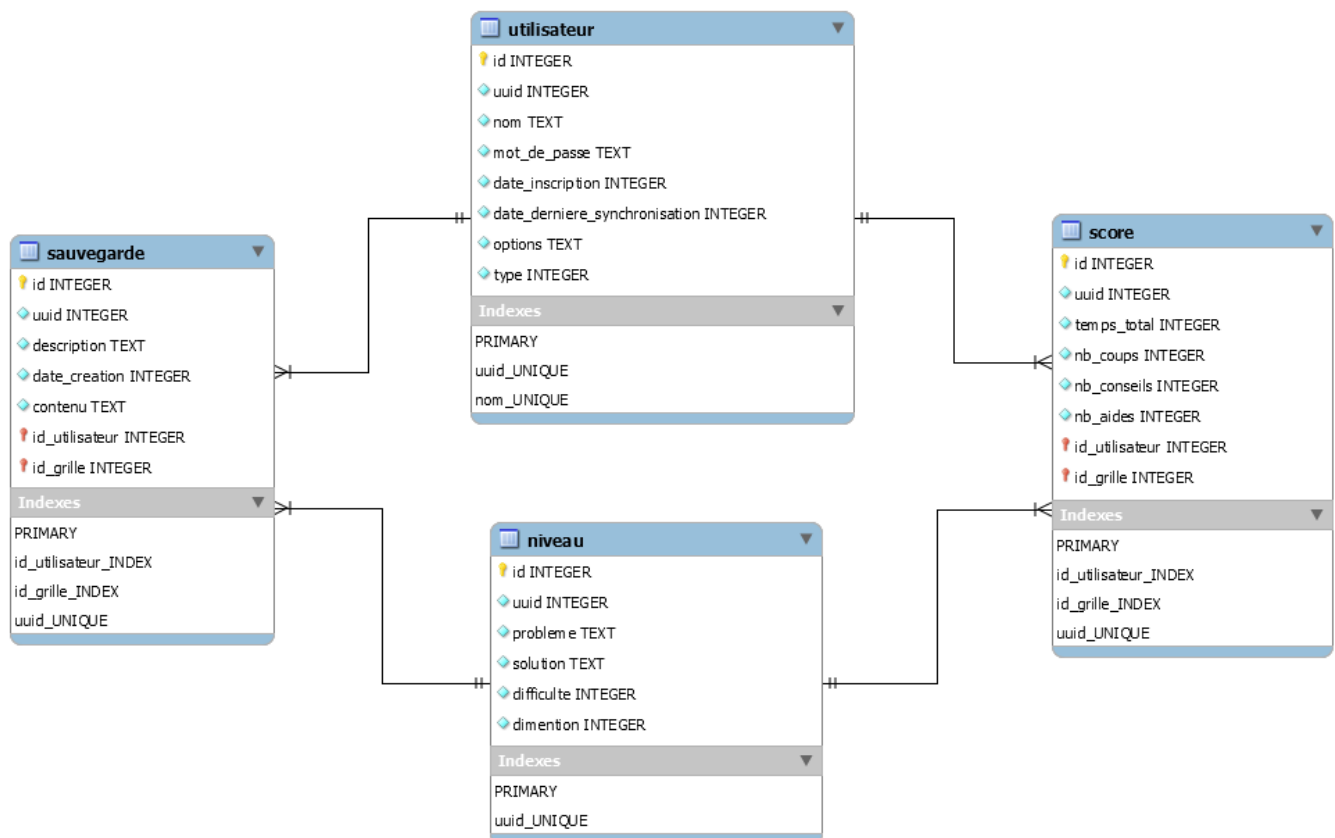 utilisateur
id INTEGER
uuid INTEGER
nom TEXT
mot_de_passe TEXT
date_inscription INTEGER
date_derniere_synchronisation INTEGER
options TEXT
type INTEGER
Indexes
PRIMARY
uuid_UNIQUE
nom_UNIQUE
sauvegarde
id INTEGER
uuid INTEGER
description TEXT
date_creation INTEGER
contenu TEXT
id_utilisateur INTEGER
id_grille INTEGER
Indexes
PRIMARY
id_utilisateur_INDEX
id_grille_INDEX
uuid_UNIQUE
score
id INTEGER
uuid INTEGER
temps_total INTEGER
nb_coups INTEGER
nb_conseils INTEGER
nb_aides INTEGER
id_utilisateur INTEGER
id_grille INTEGER
Indexes
PRIMARY
id_utilisateur_INDEX
id_grille_INDEX
uuid_UNIQUE
niveau
id INTEGER
uuid INTEGER
probleme TEXT
solution TEXT
difficulte INTEGER
dimention INTEGER
Indexes
PRIMARY
uuid_UNIQUE